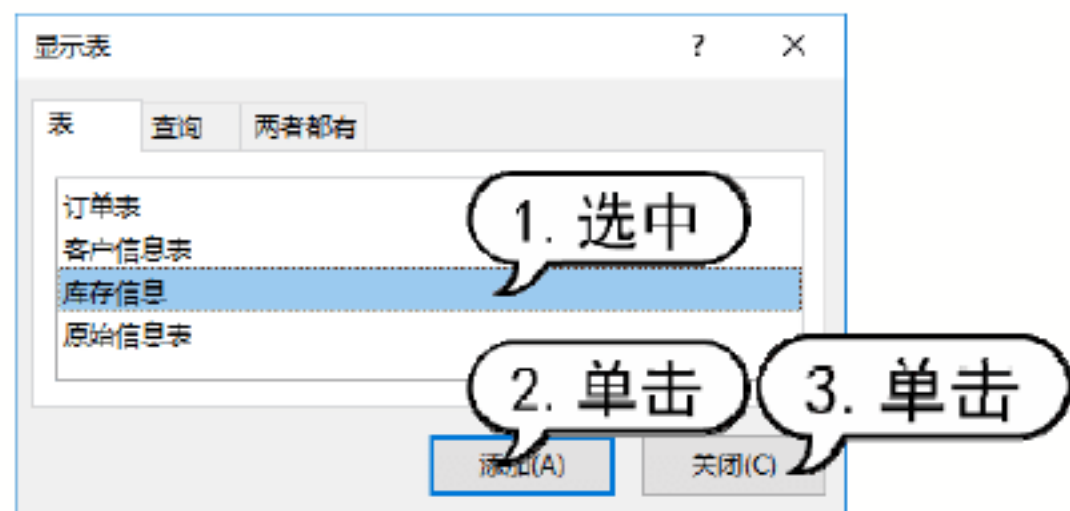 显示表 ?
表 查询 两者都有
订单表
1. 选中
客户信息表
库存信息
原始信息表
2. 单击 3. 单击
添加(A) 关闭(C)